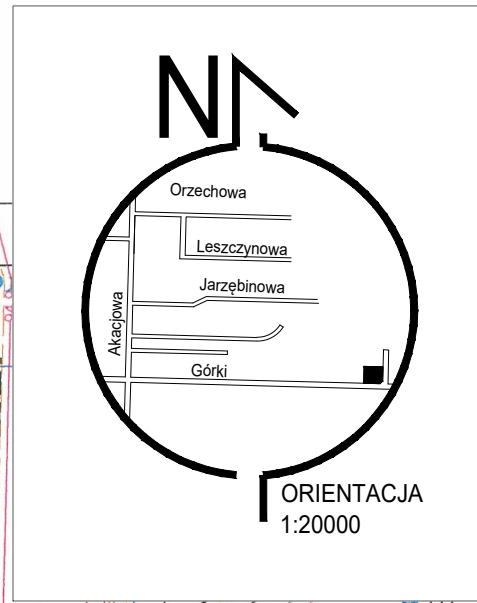 N
Orzechowa
Leszczynowa
Jarzębinowa
Akacjowa
Górki
ORIENTACJA
1:20000